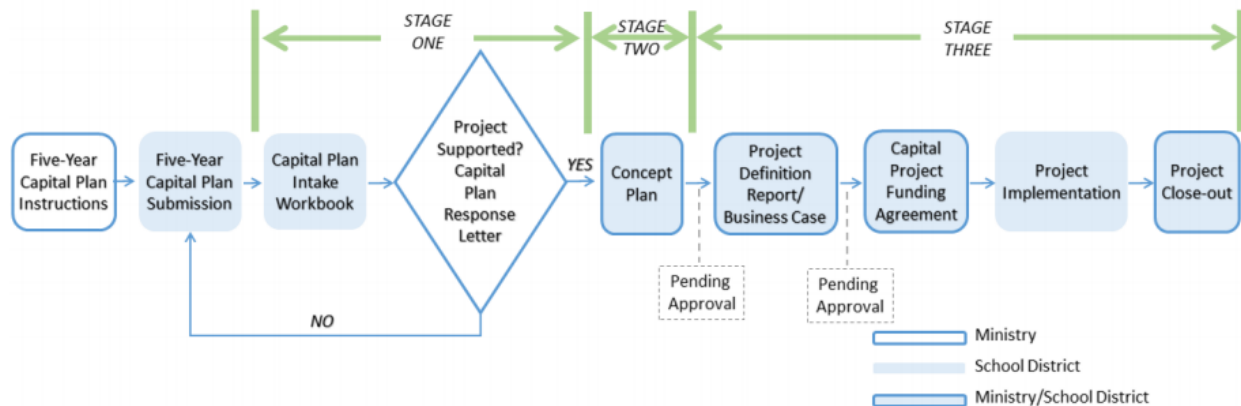 STAGE
ONE
STAGE
TWO
STAGE
THREE
Five-Year
Capital Plan
Instructions
Five-Year
Capital Plan
Submission
Capital Plan
Intake
Workbook
Project
Supported?
Capital
Plan
Response
Letter
YES
NO
Concept
Plan
Pending
Approval
Project
Definition
Report/
Business Case
Pending
Approval
Capital
Project
Funding
Agreement
Project
Implementation
Project
Close-out
Ministry
School District
Ministry/School District